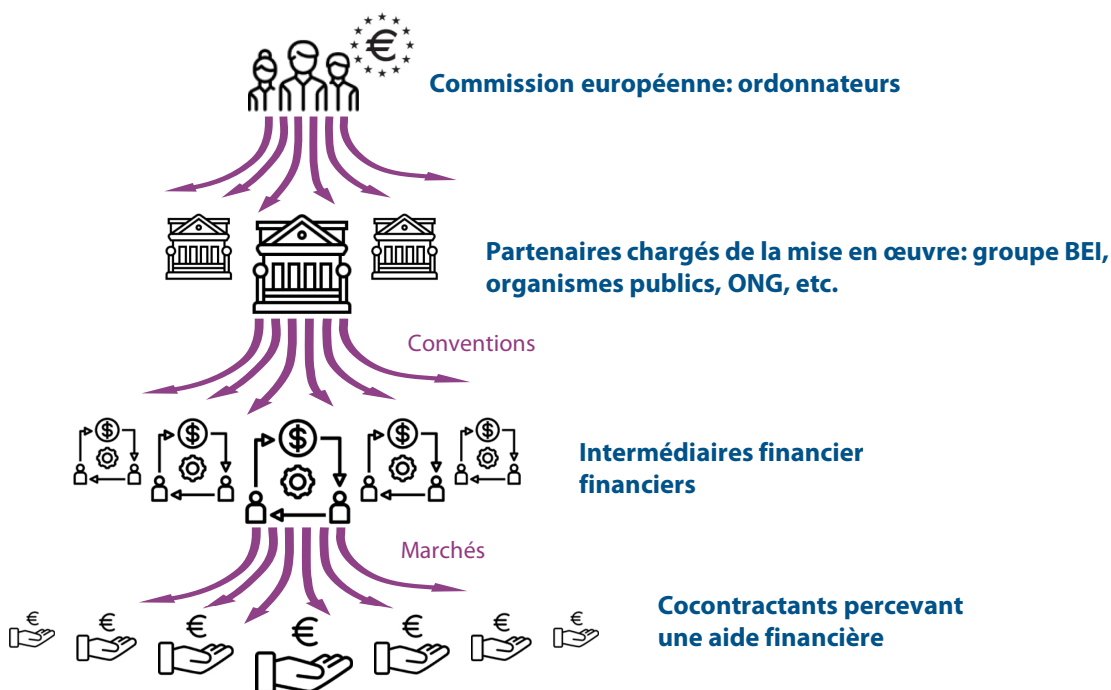 €
Commission européenne: ordonnateurs
Partenaires chargés de la mise en œuvre: groupe BEI,
organismes publics, ONG, etc.
Conventions
$ $ $ $ $
Intermédiaires financier
financiers
Marchés
Cocontractants percevant
une aide financière
€ € € € € € €